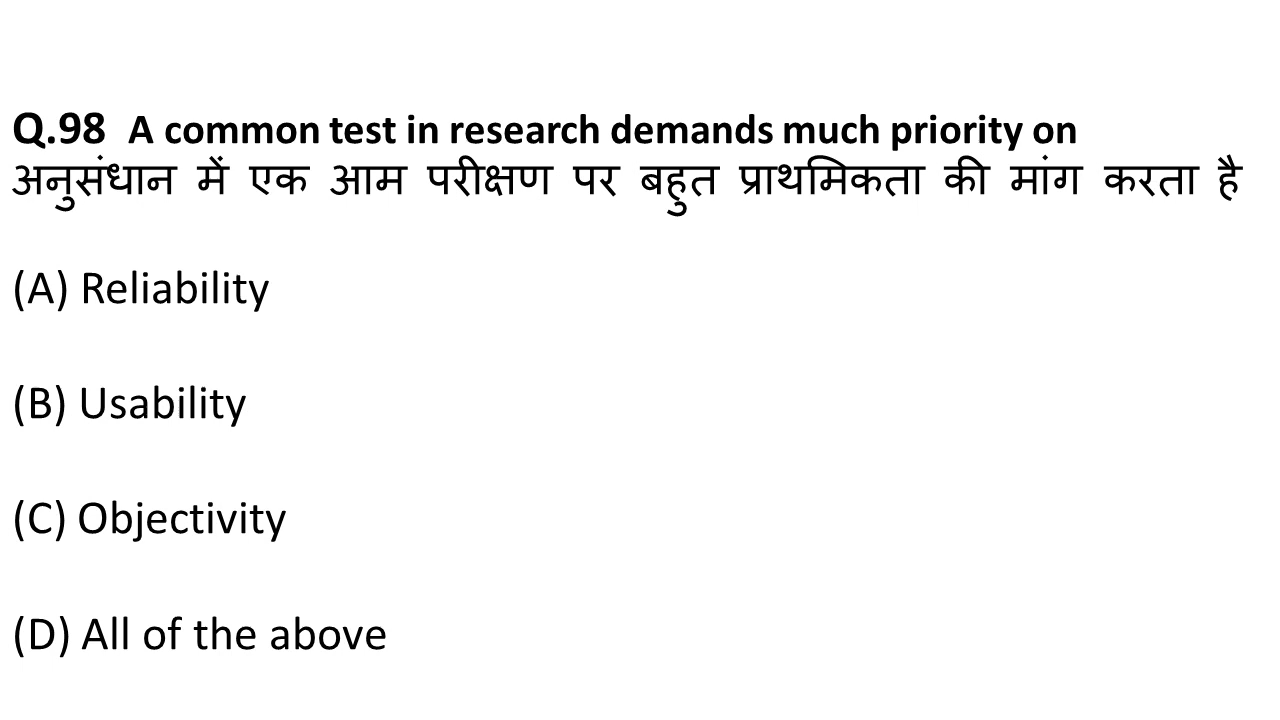 Q.98 A common test in research demands much priority on
अनुसंधान में एक आम परीक्षण पर बहुत प्राथमिकता की मांग करता है
(A) Reliability
(B) Usability
(C) Objectivity
(D) All of the above